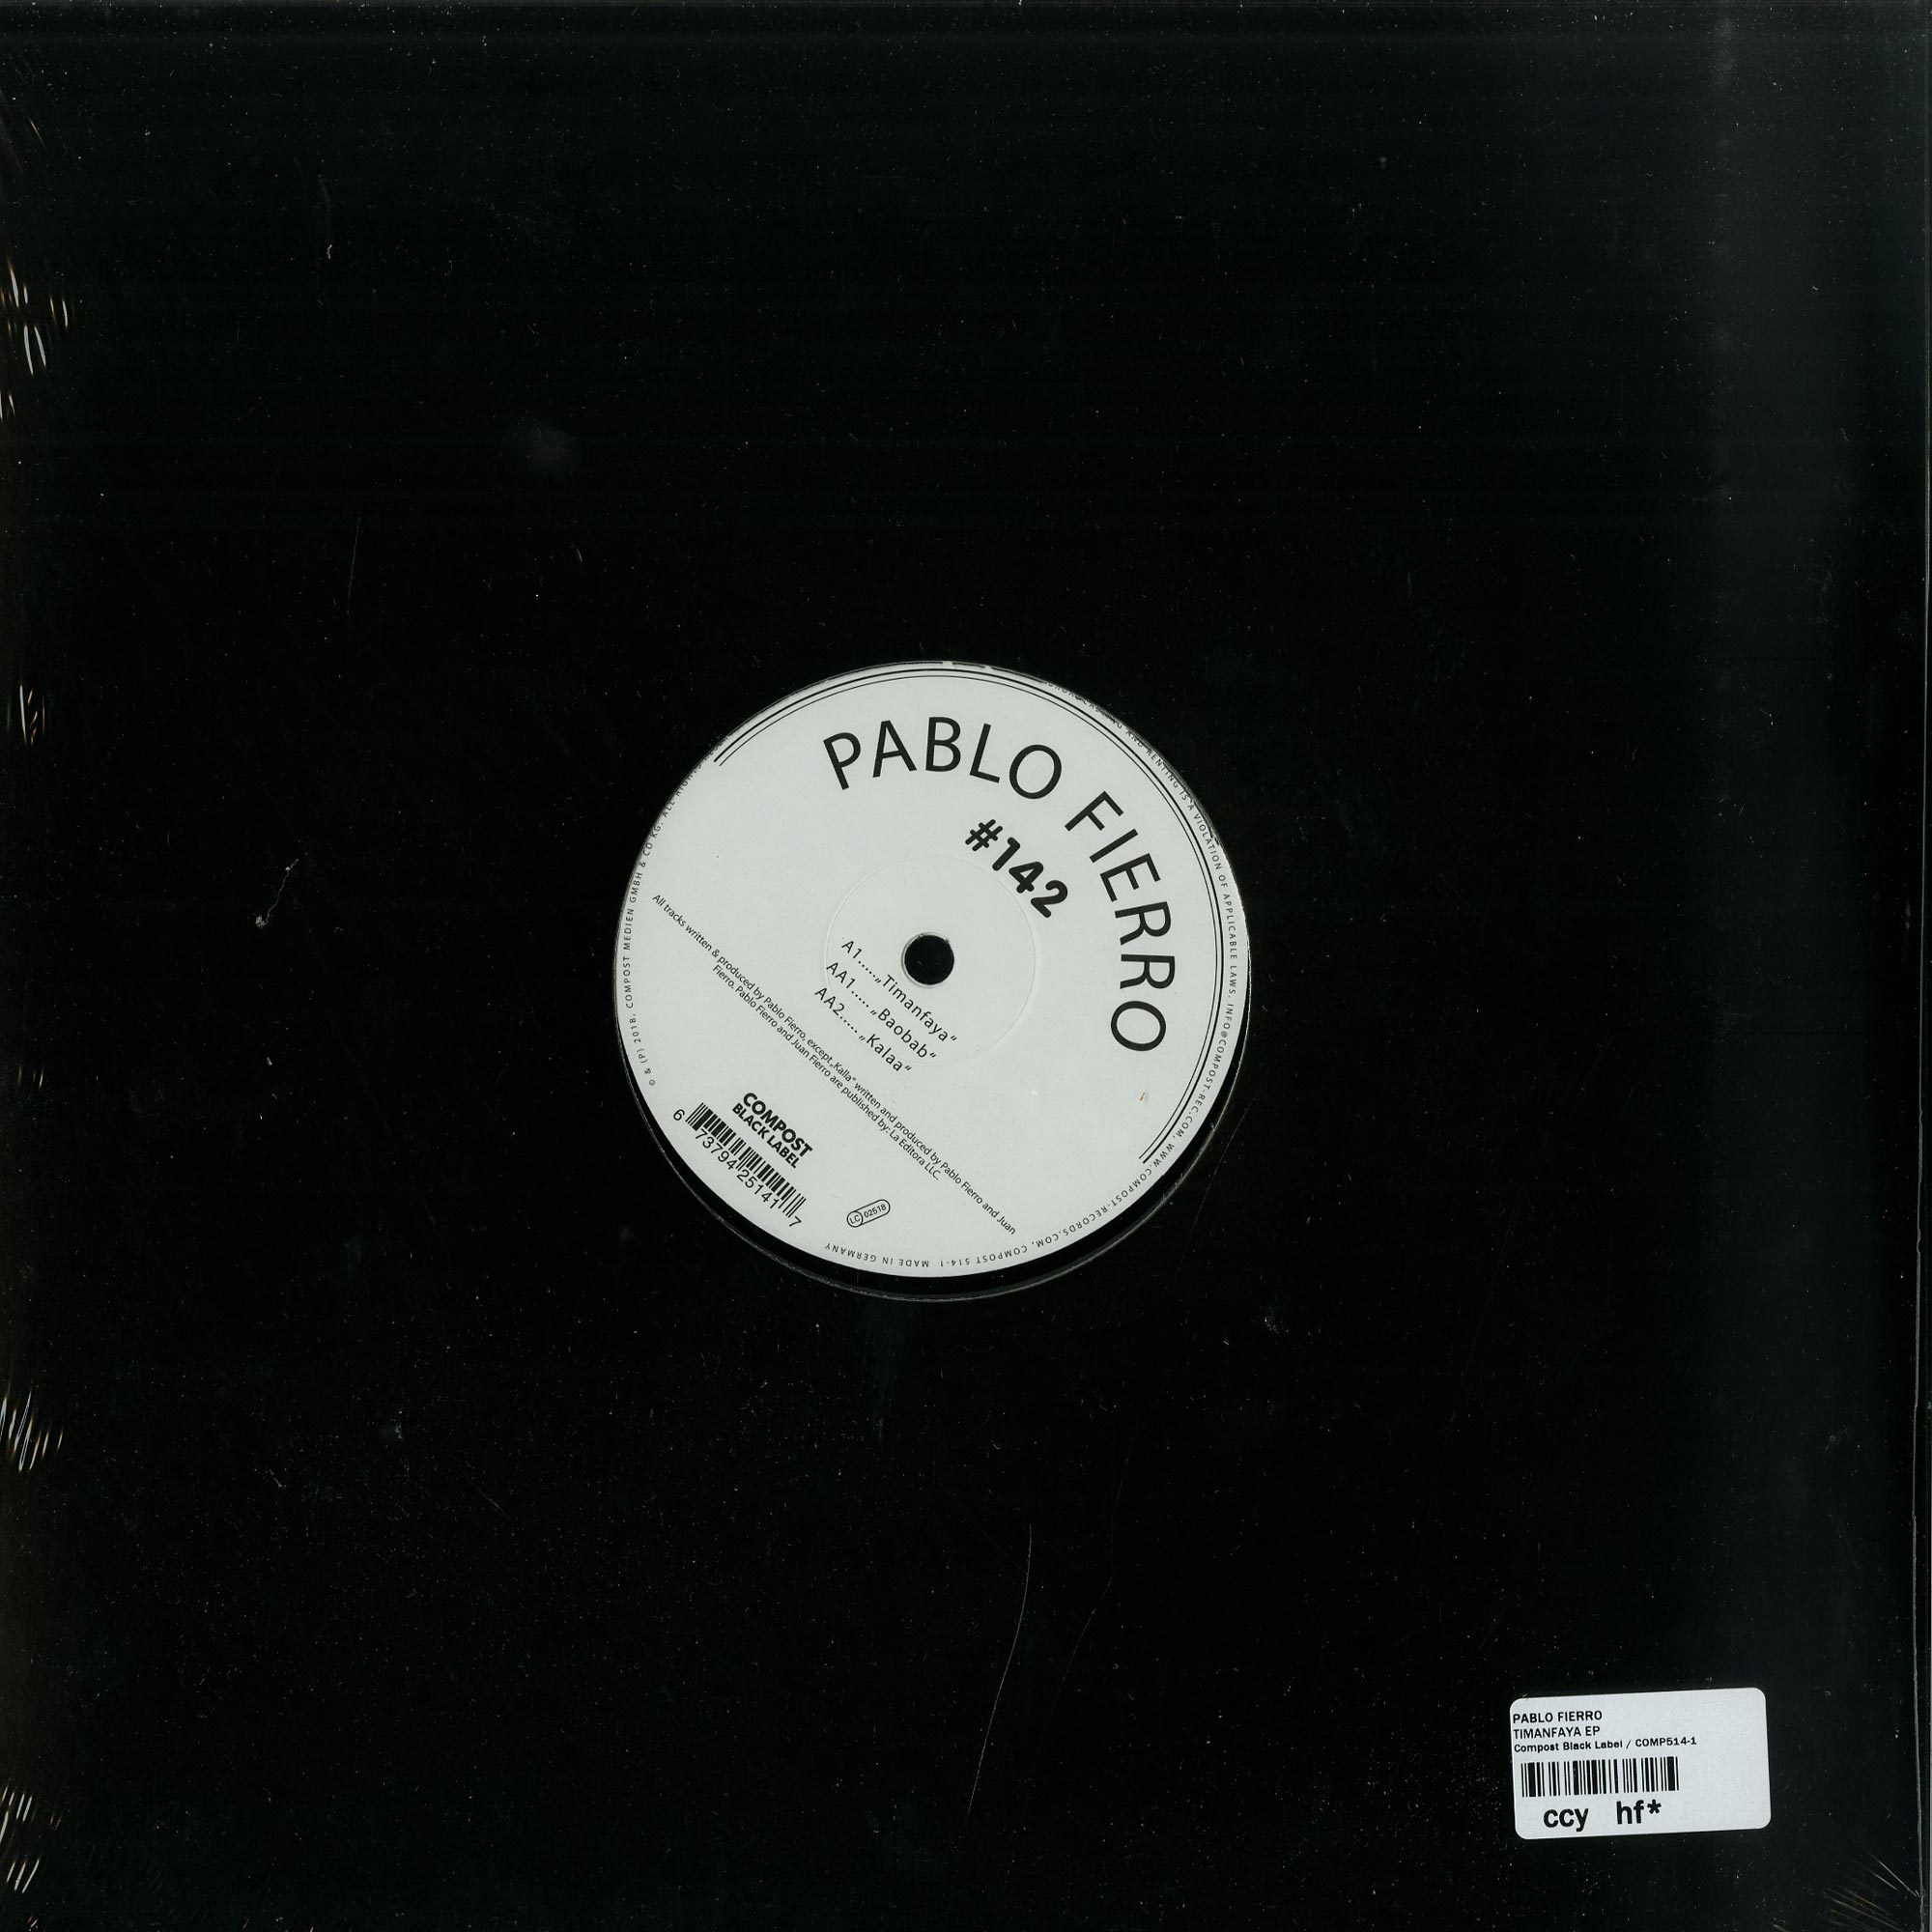 PABLO FIERRO
#142
A1.....„Timanfaya“
AA1.....„Baobab“
AA2.....„Kalaa“
All tracks written & produced by Pablo Fierro, except „Kalla“ written and produced by Pablo Fierro and Juan
Fierro. Pablo Fierro and Juan Fierro are published by: La Editora LLC.
COMPOST
BLACK LABEL
6 73794 25141 7
LC 02518
© & (P) 2018, COMPOST MEDIEN GMBH & CO KG. ALL AND RENTING IS A VIOLATION OF APPLICABLE LAWS. INFO@COMPOST-REC.COM, WWW.COMPOST-RECORDS.COM, COMPOST 514-1 MADE IN GERMANY
PABLO FIERRO
TIMANFAYA EP
Compost Black Label / COMP514-1
ccy hf*